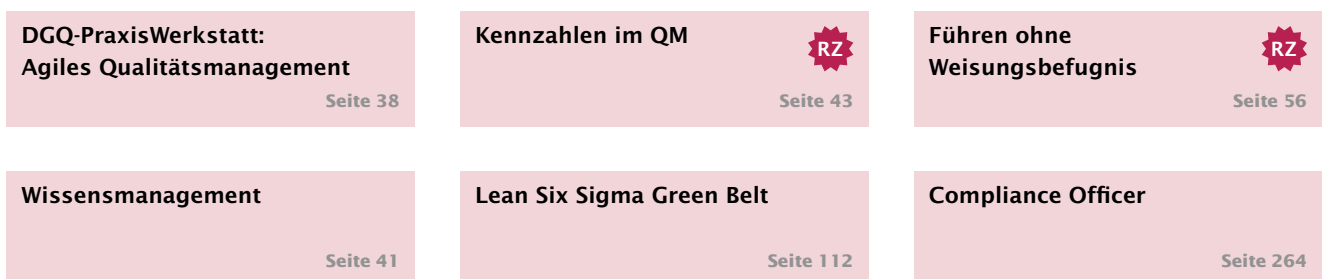 DGQ-PraxisWerkstatt:
Agiles Qualitätsmanagement
Seite 38
Kennzahlen im QM
RZ
Seite 43
Führen ohne
Weisungsbefugnis
RZ
Seite 56
Wissensmanagement
Seite 41
Lean Six Sigma Green Belt
Seite 112
Compliance Officer
Seite 264